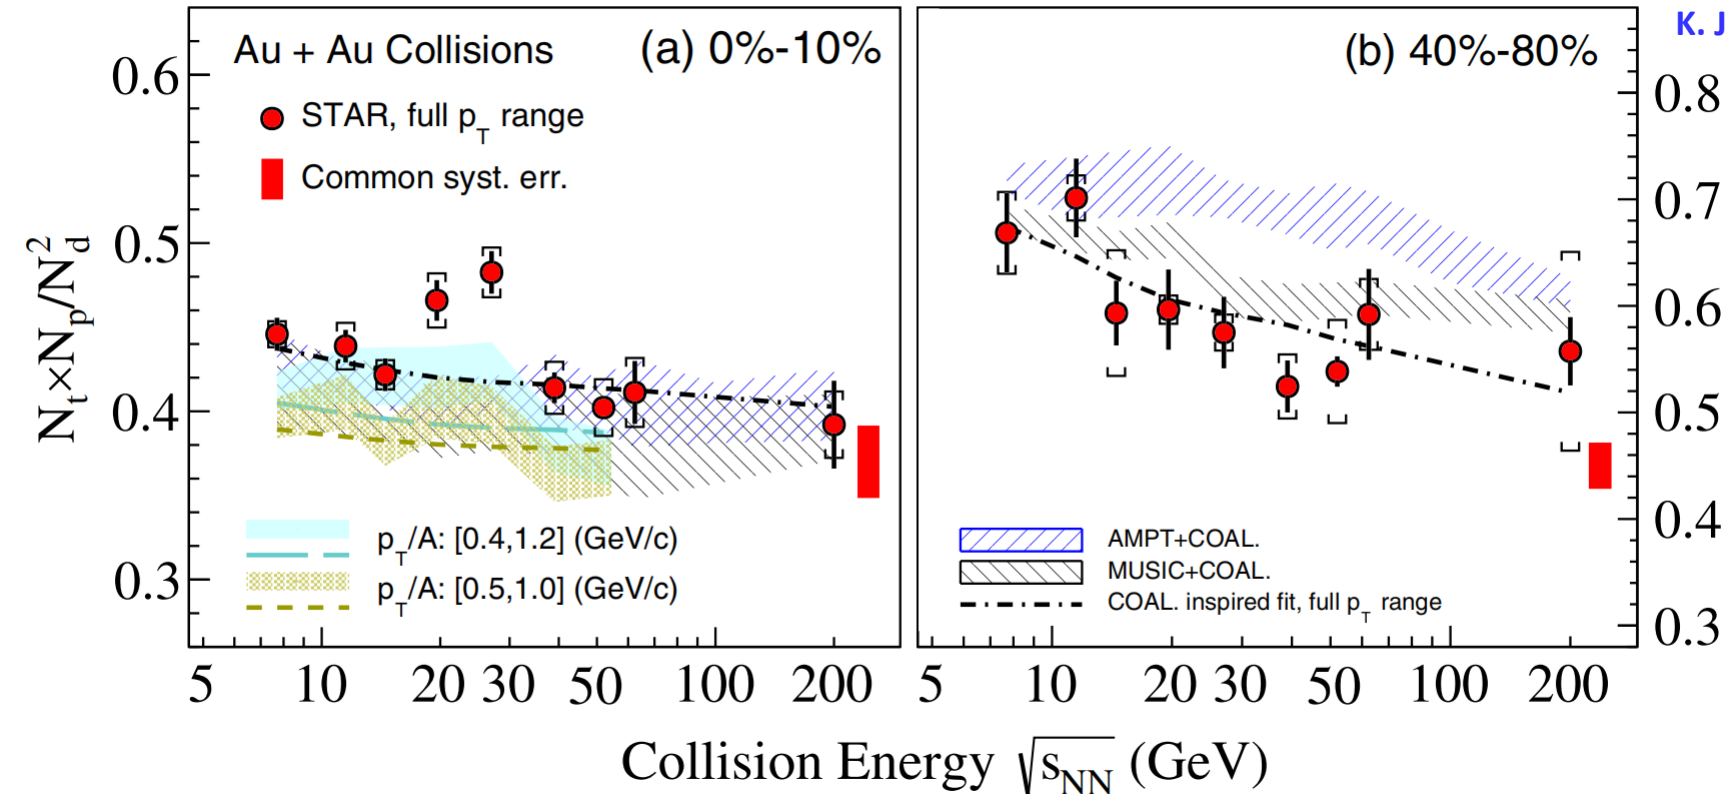 K. J
Au + Au Collisions
(a) 0%-10%
STAR, full pT range
Common syst. err.
(b) 40%-80%
0.6
0.5
0.4
0.3
Nt×Np/Nd2
pT/A: [0.4,1.2] (GeV/c)
pT/A: [0.5,1.0] (GeV/c)
AMPT+COAL.
MUSIC+COAL.
COAL. inspired fit, full pT range
0.8
0.7
0.6
0.5
0.4
0.3
5 10 20 30 50 100 200
5 10 20 30 50 100 200
Collision Energy √sNN (GeV)